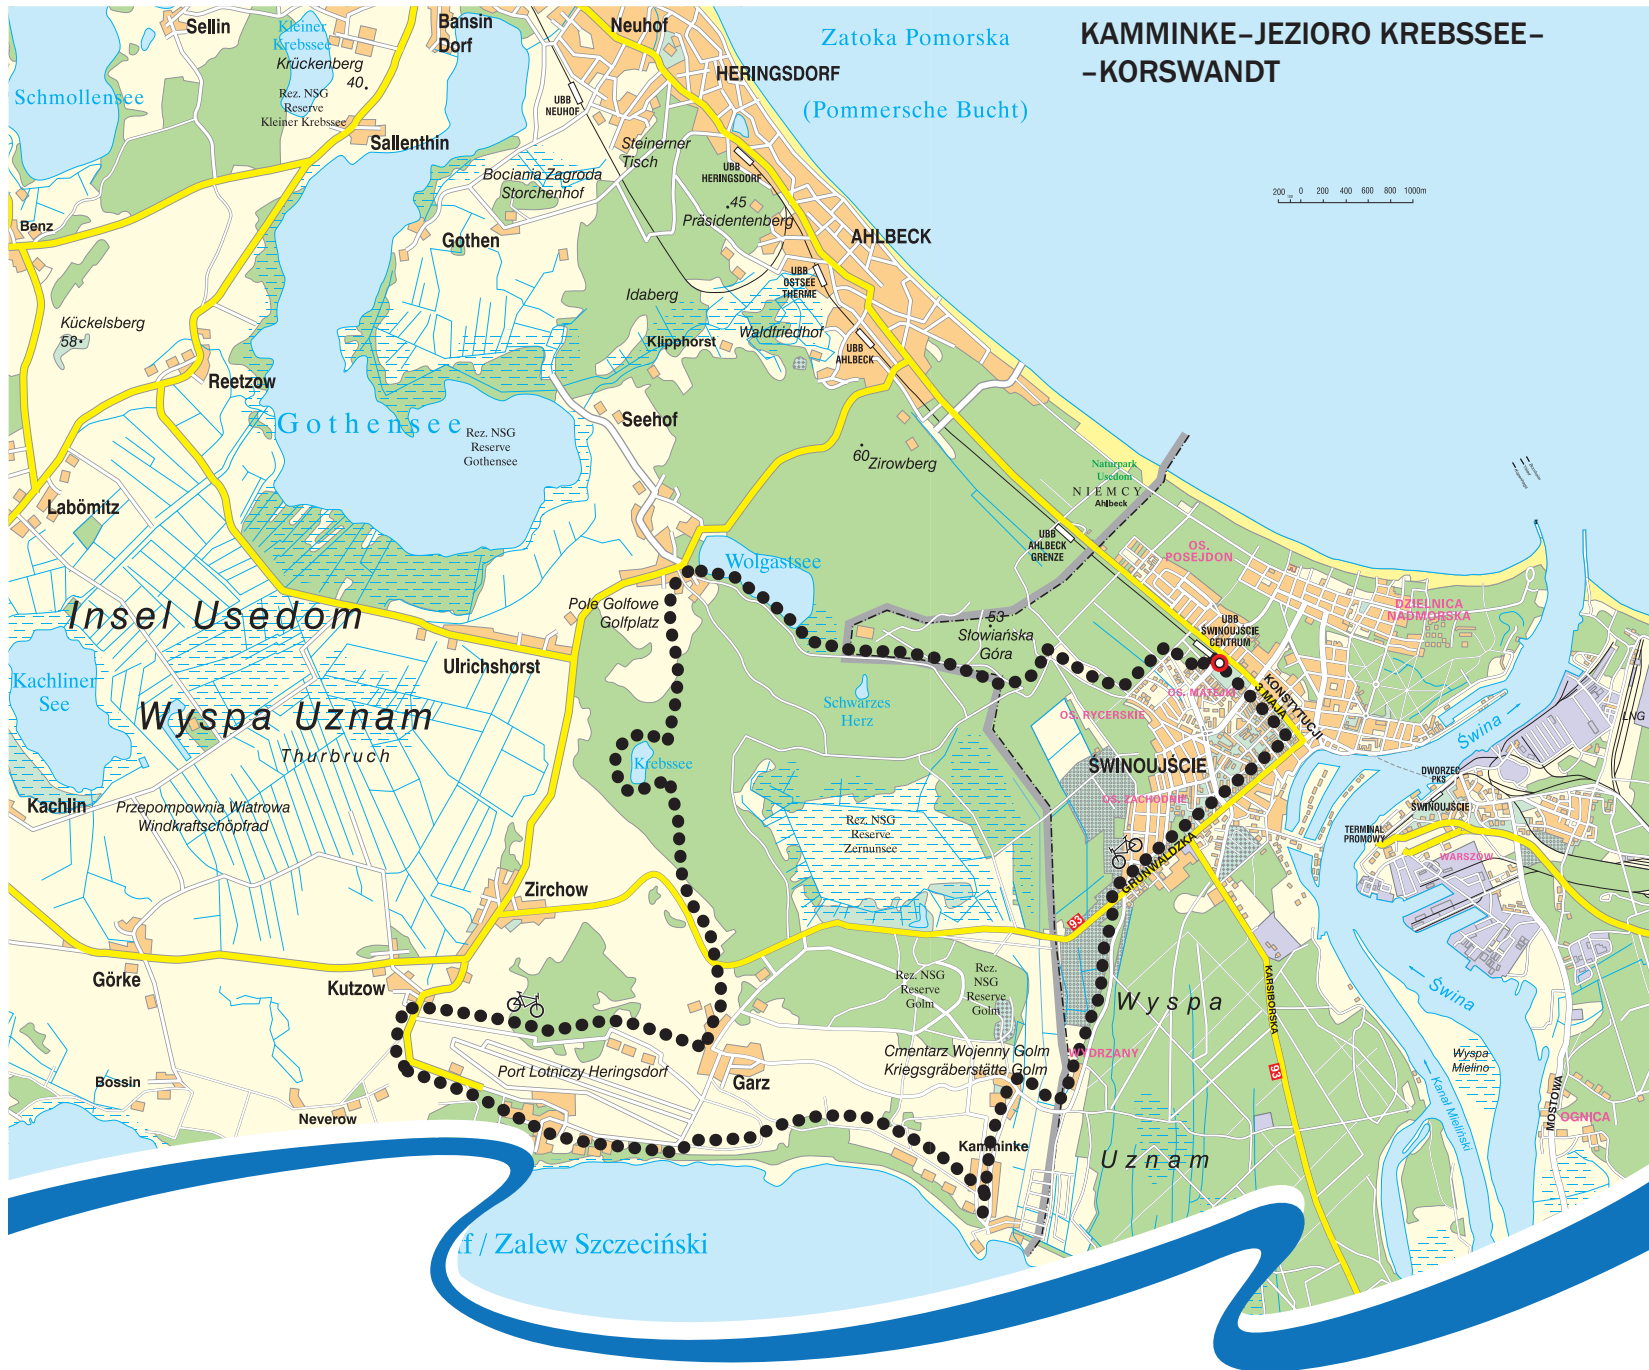 KAMMINKE–JEZIORO KREBSSEE–
–KORSWANDT
Sellin
Kleiner
Krebssee
Krückenberg
40
Bansin
Dorf
Neuhof
Zatoka Pomorska
HERINGSDORF
(Pommersche Bucht)
Schmollensee
Rez. NSG
Reserve
Kleiner Krebssee
UBB
NEUHOF
Sallenthin
Steinerner
Tisch
UBB
HERINGSDORF
Bociania Zagroda
Storchenhof
45
Präsidentenberg
200 0 200 400 600 800 1000m
Benz
Gothen
AHLBECK
UBB
OSTSEE
THERME
Idaberg
Kückelsberg
58
Waldfriedhof
Klipphorst
UBB
AHLBECK
Reetzow
Gothensee
Seehof
Rez. NSG
Reserve
Gothensee
60
Zirowberg
Naturpark
Usedom
NIEMCY
Ahlbeck
Labömitz
UBB
AHLBECK
GRENZE
OS.
POSEJDON
Wolgastsee
Insel Usedom
Pole Golfowe
Golfplatz
53
Słowiańska
Góra
UBB
ŚWINOUJŚCIE
CENTRUM
DZIELNICA
NADMORSKA
Ulrichshorst
Kachliner
See
Schwarzes
Herz
OS. MATEJKI
KONSTYTUCJI
3 MAJA
OS. RYCERSKIE
Wyspa Uznam
Thurbruch
Świna
LNG
Krebssee
ŚWINOUJŚCIE
DWORZEC
PKS
Kachlin
Przepompownia Wiatrowa
Windkraftschöpfrad
OS. ZACHODNIE
ŚWINOUJŚCIE
Rez. NSG
Reserve
Zernunsee
TERMINAL
PROMOWY
WARSZÓW
GRUNWALDZKA
Zirchow
93
Görke
Kutzow
Rez. NSG
Reserve
Golm
Rez.
NSG
Reserve
Golm
KARSIBORSKA
Świna
Wyspa
Cmentarz Wojenny Golm
Kriegsgräberstätte Golm
WYDRZANY
Wyspa
Mielino
Port Lotniczy Heringsdorf
Garz
93
Bossin
Neverow
Kanał Mieliński
MOSTOWA
OGNICA
Kamminke
Uznam
ff / Zalew Szczeciński